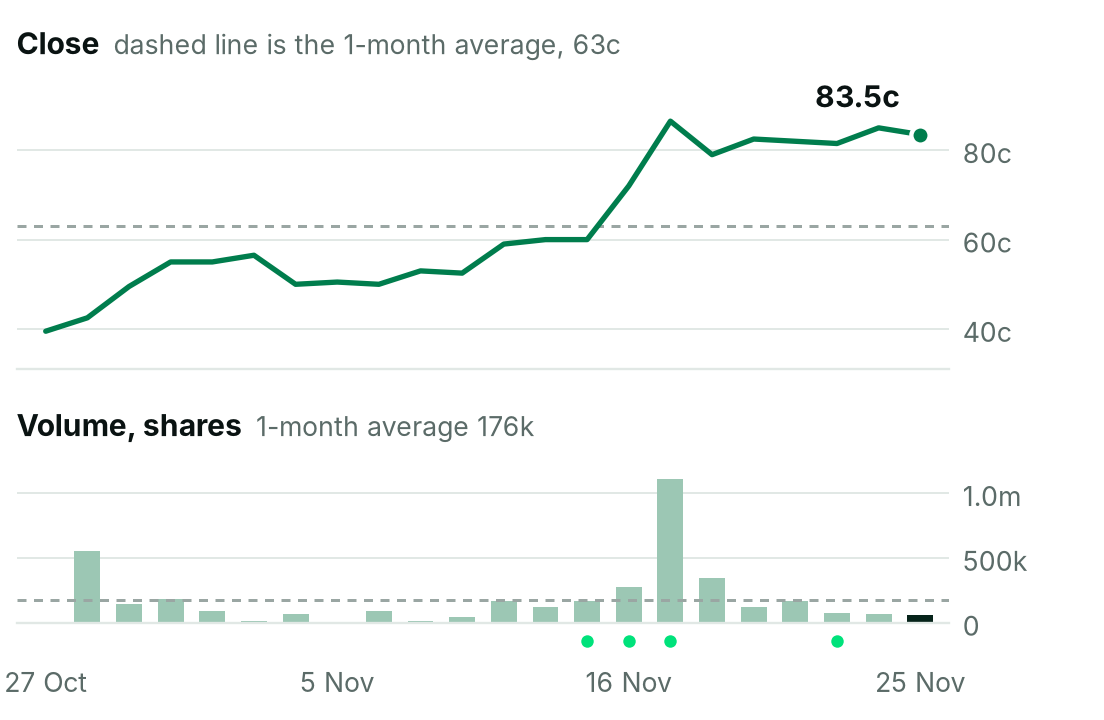 Close dashed line is the 1-month average, 63c
83.5c
80c
60c
40c
Volume, shares 1-month average 176k
1.0m
500k
0
27 Oct 5 Nov 16 Nov 25 Nov